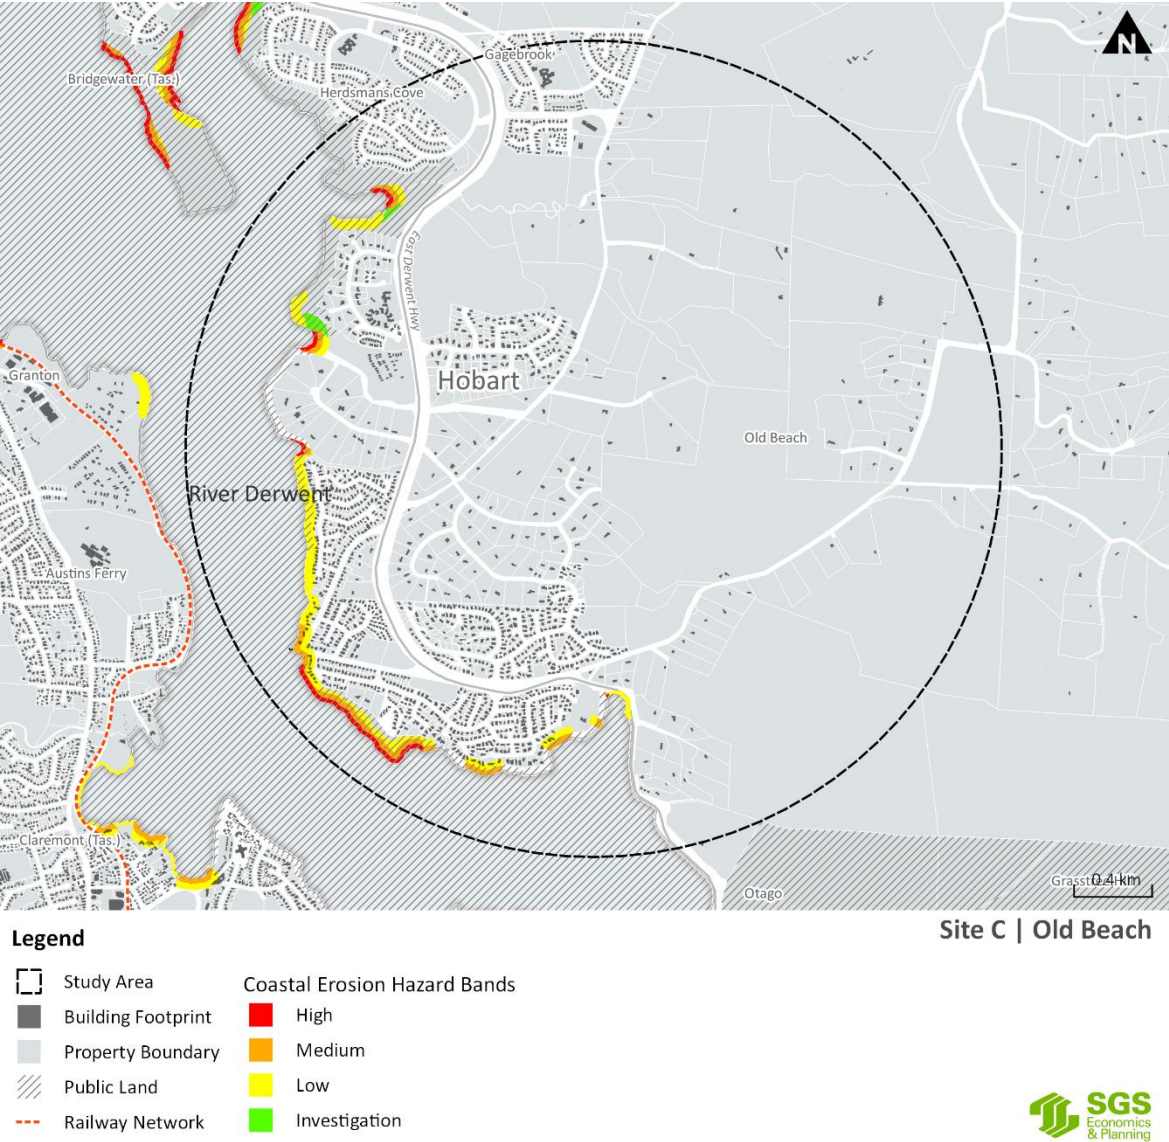 N
Gagebrook
Bridgewater (Tas.)
Herdsmans Cove
East Derwent Hwy
Granton
Hobart
Old Beach
River Derwent
Austins Ferry
Claremont (Tas.)
Otago
0.4 km
Site C | Old Beach
Legend
Study Area
Building Footprint
Property Boundary
Public Land
Railway Network
Coastal Erosion Hazard Bands
High
Medium
Low
Investigation
SGS
Economics
& Planning